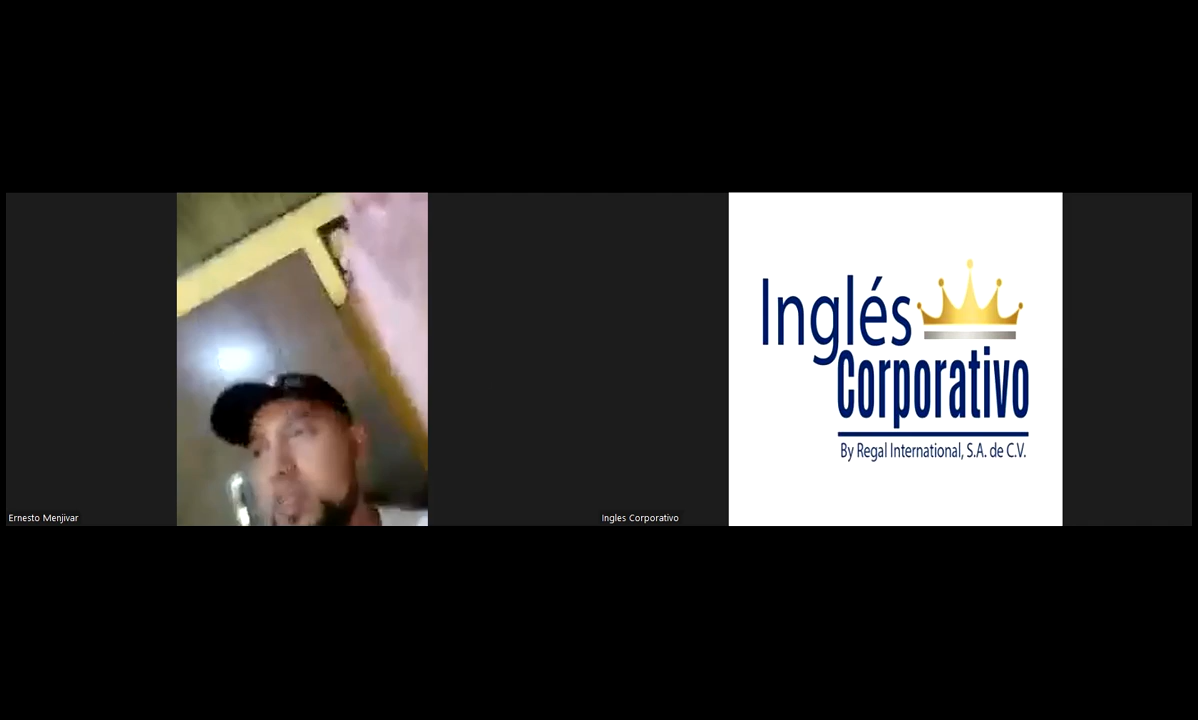 Inglés
Corporativo
By Regal International, S.A. de C.V.
Ernesto Menjivar
Ingles Corporativo